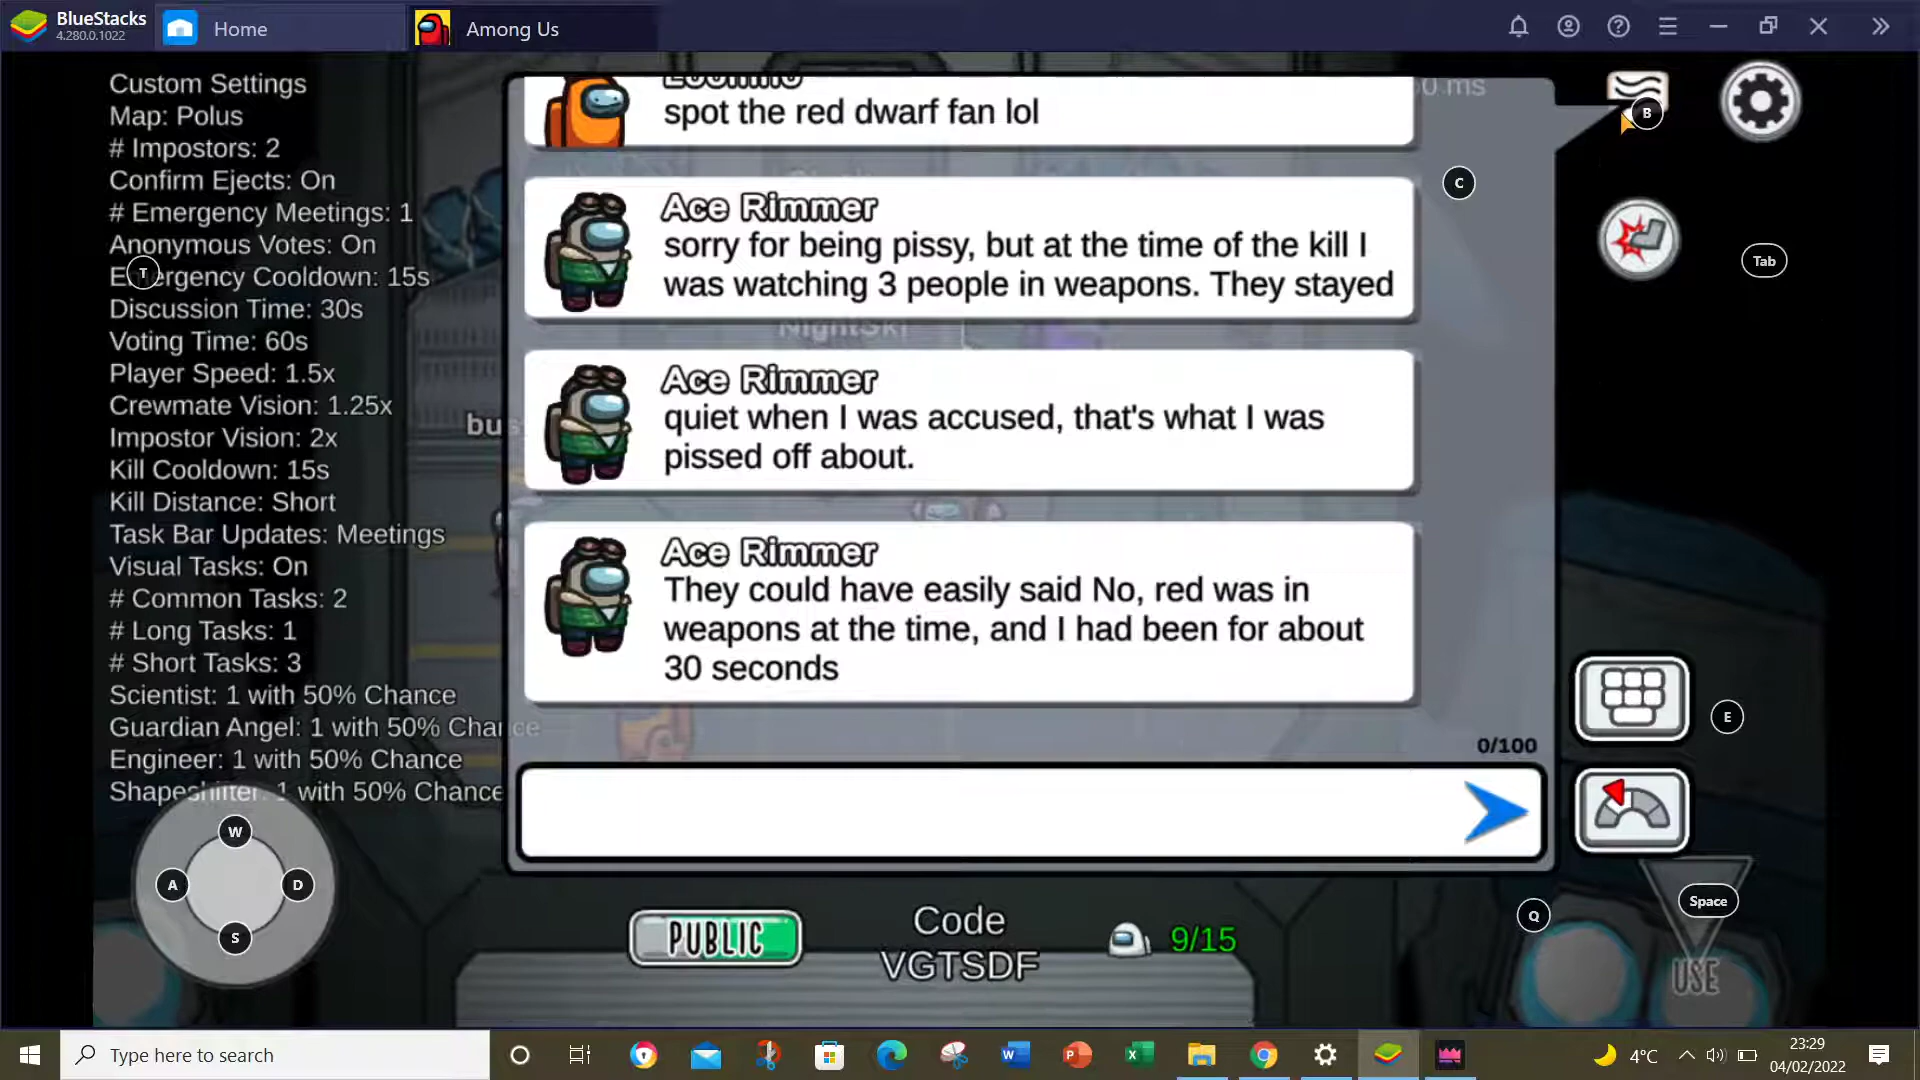 BlueStacks
4.280.0.1022
Home
Among Us
Custom Settings
Map: Polus
# Impostors: 2
Confirm Ejects: On
# Emergency Meetings: 1
Anonymous Votes: On
Emergency Cooldown: 15s
Discussion Time: 30s
Voting Time: 60s
Player Speed: 1.5x
Crewmate Vision: 1.25x
Impostor Vision: 2x
Kill Cooldown: 15s
Kill Distance: Short
Task Bar Updates: Meetings
Visual Tasks: On
# Common Tasks: 2
# Long Tasks: 1
# Short Tasks: 3
Scientist: 1 with 50% Chance
Guardian Angel: 1 with 50% Chance
Engineer: 1 with 50% Chance
Shapeshifter: 1 with 50% Chance
T
W
A
D
S
spot the red dwarf fan lol
Ace Rimmer
sorry for being pissy, but at the time of the kill I
was watching 3 people in weapons. They stayed
NightSki
Ace Rimmer
quiet when I was accused, that's what I was
pissed off about.
Ace Rimmer
They could have easily said No, red was in
weapons at the time, and I had been for about
30 seconds
0/100
ms
B
C
Tab
E
Q
Space
USE
PUBLIC
Code
VGTSDF
9/15
Type here to search
4°C
23:29
04/02/2022